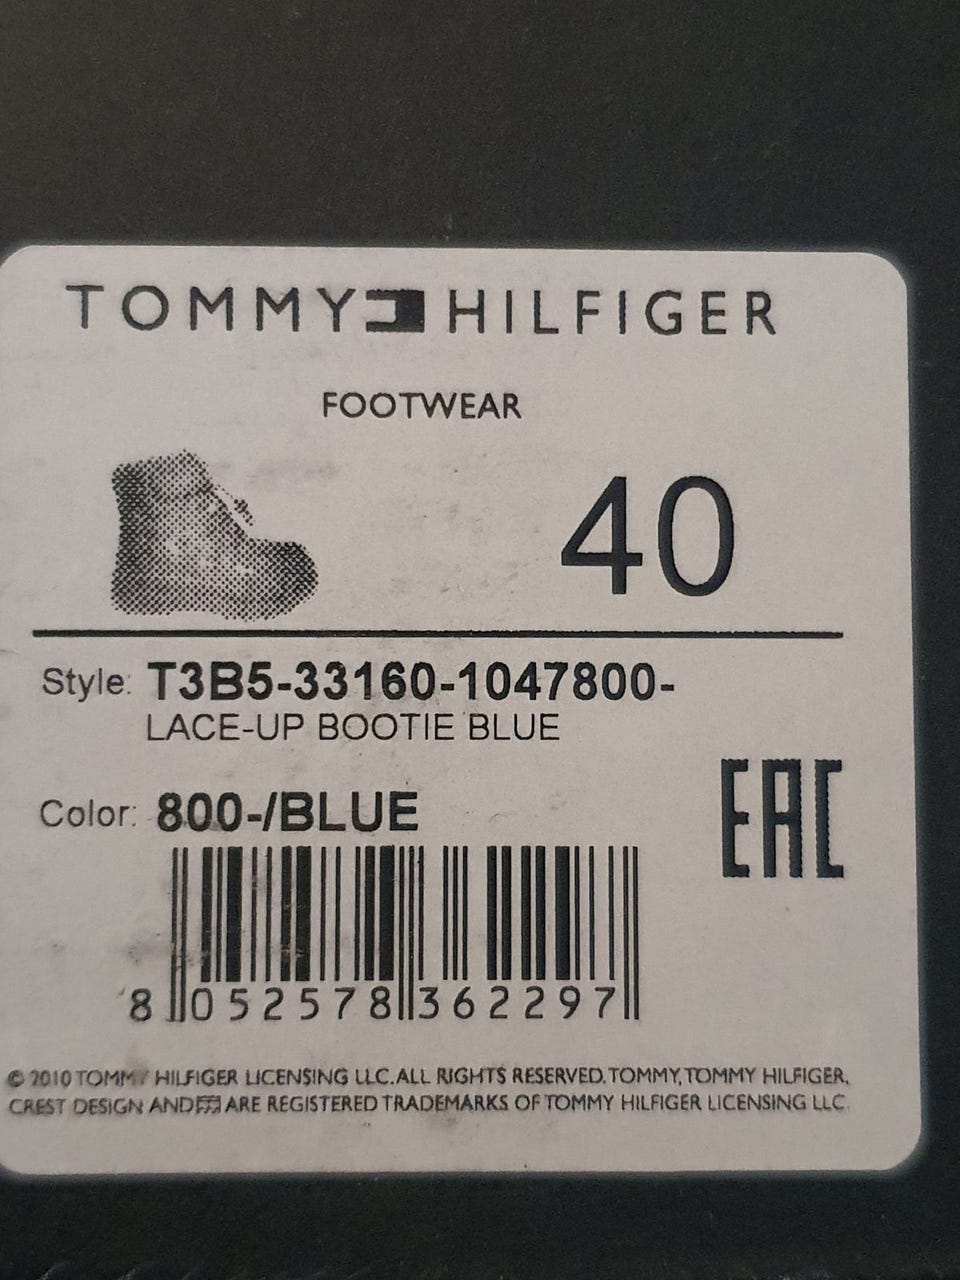 TOMMY HILFIGER
FOOTWEAR
40
Style: T3B5-33160-1047800-
LACE-UP BOOTIE BLUE
EAC
Color: 800-/BLUE
8 052578 362297
© 2010 TOMMY HILFIGER LICENSING LLC. ALL RIGHTS RESERVED. TOMMY, TOMMY HILFIGER,
CREST DESIGN AND ARE REGISTERED TRADEMARKS OF TOMMY HILFIGER LICENSING LLC.